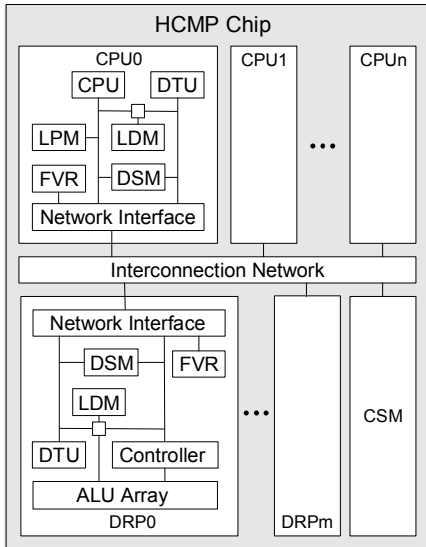 HCMP Chip
CPU0
CPU1
CPUn
CPU
DTU
LPM
LDM
FVR
DSM
...
Network Interface
Interconnection Network
Network Interface
DSM
FVR
LDM
...
CSM
DTU
Controller
ALU Array
DRP0
DRPm